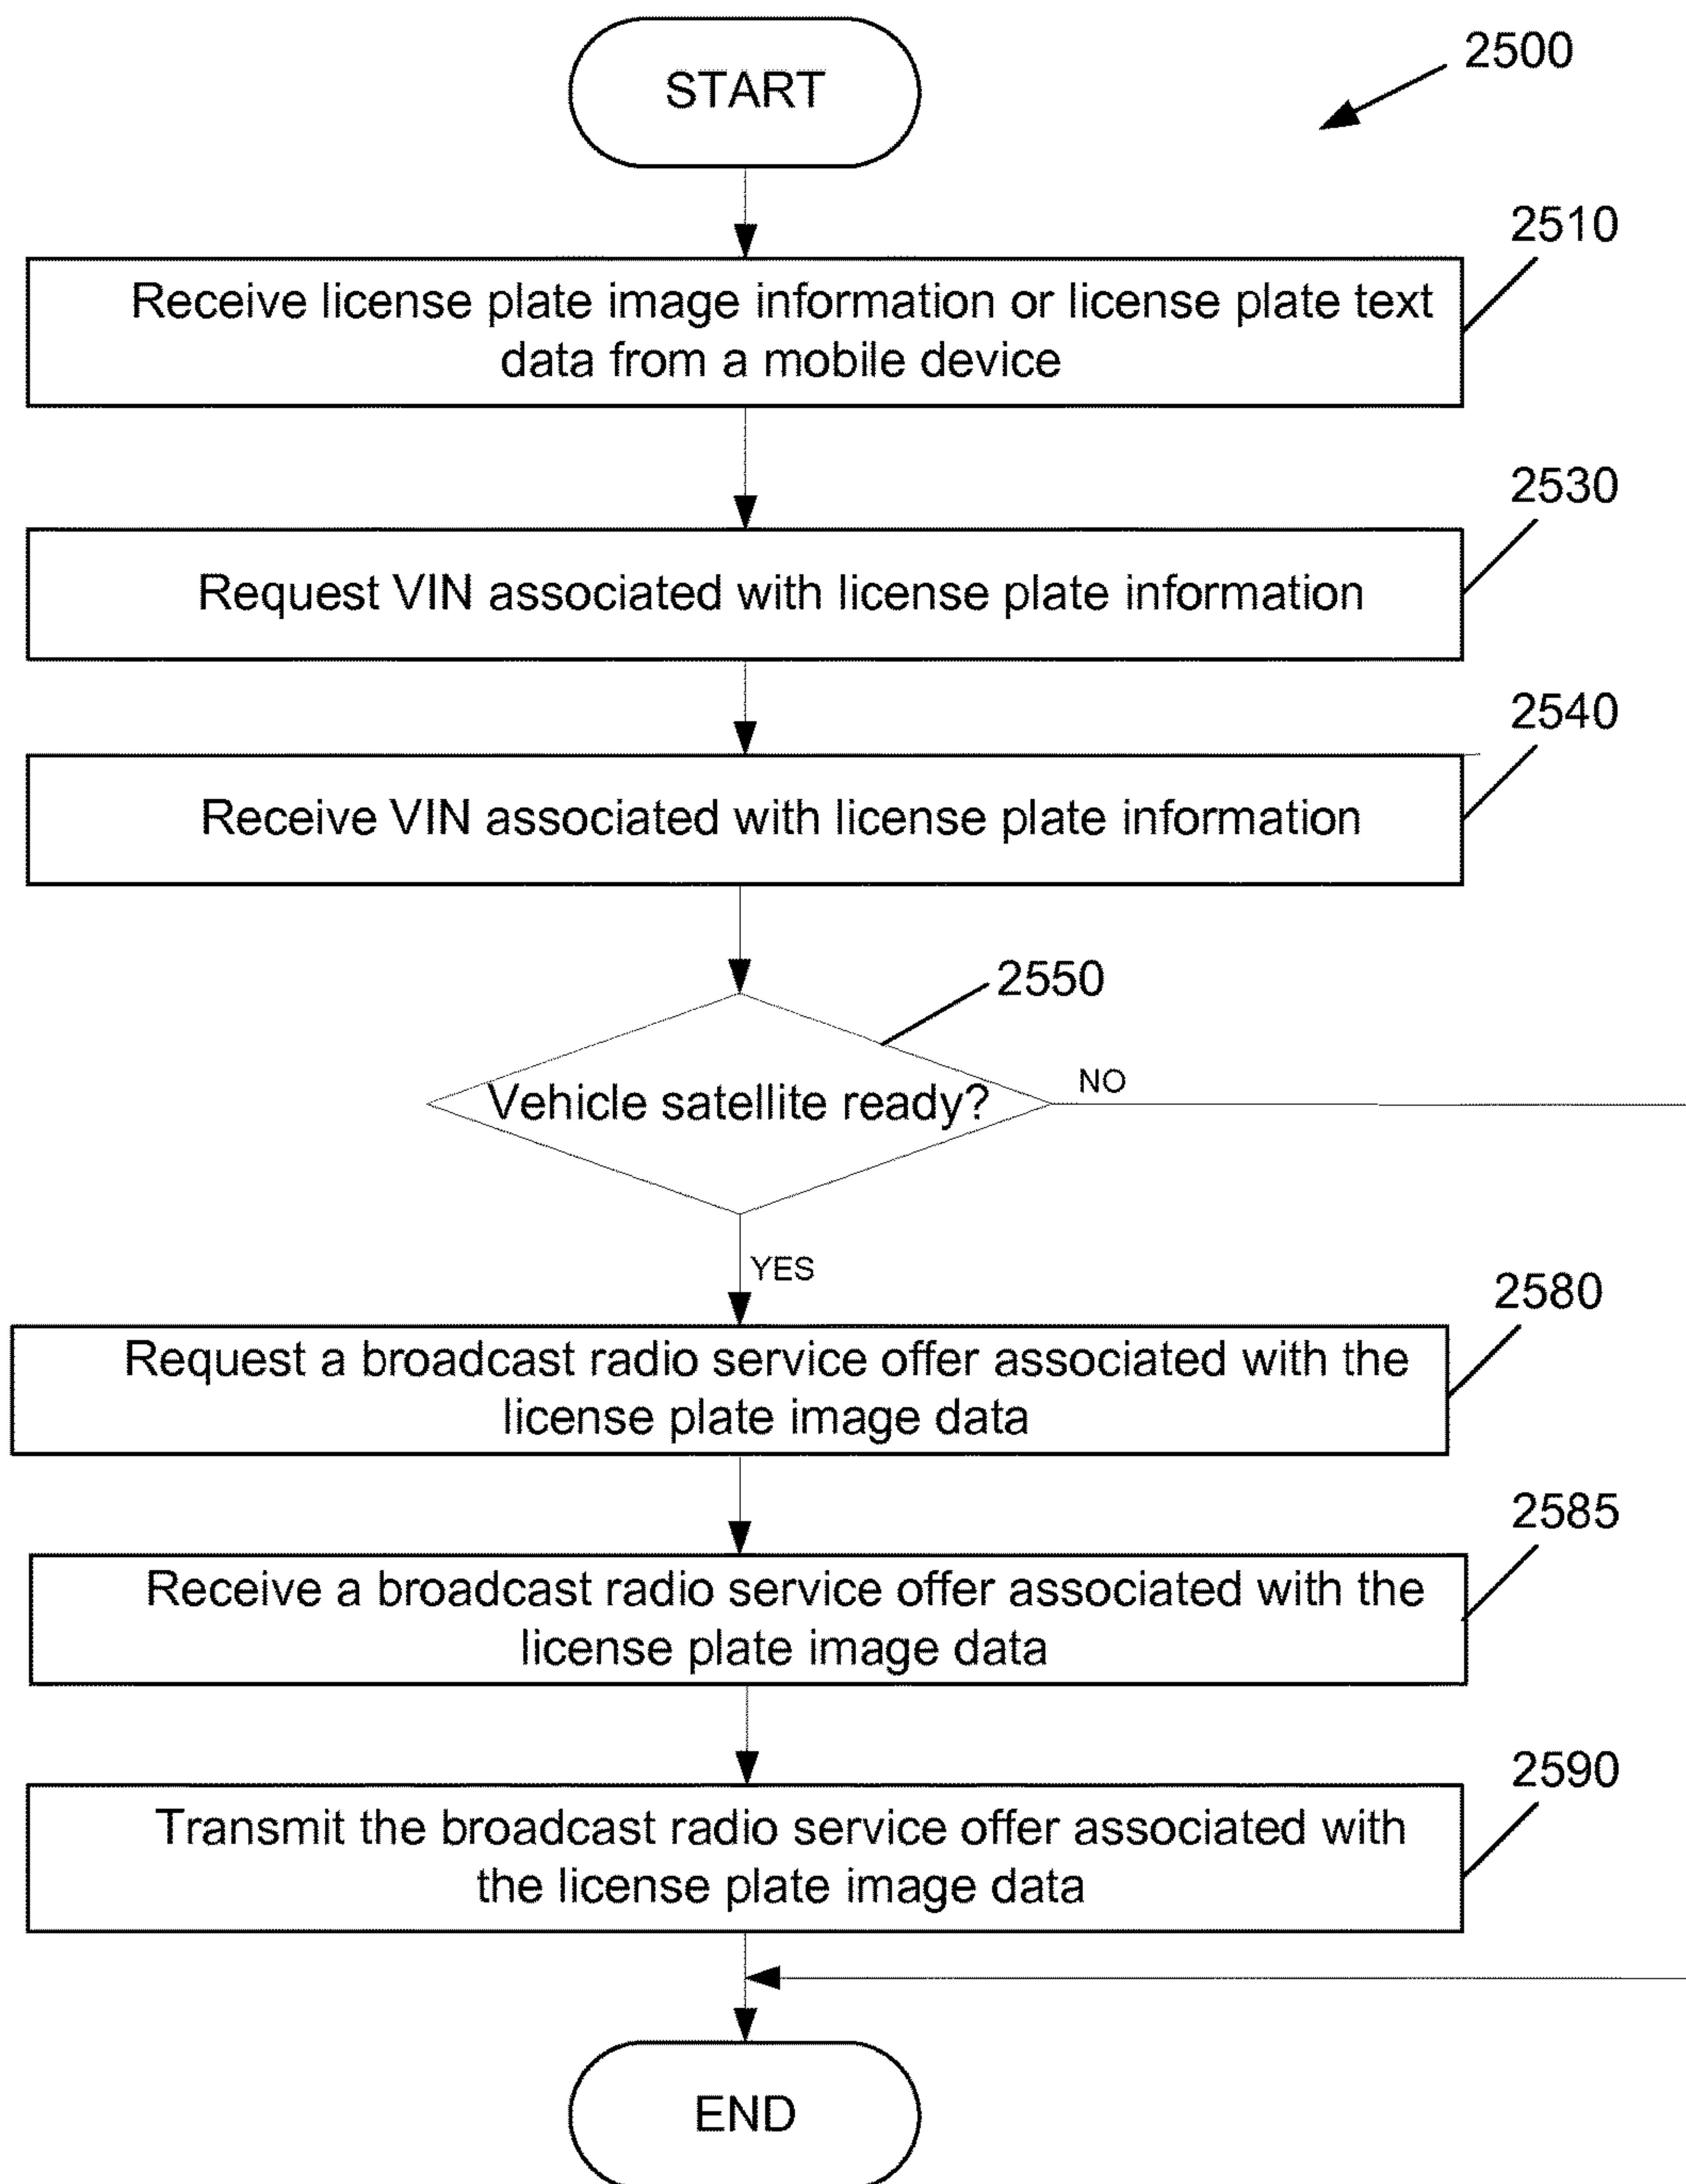 START
2500
2510
Receive license plate image information or license plate text
data from a mobile device
2530
Request VIN associated with license plate information
2540
Receive VIN associated with license plate information
2550
Vehicle satellite ready?
NO
YES
2580
Request a broadcast radio service offer associated with the
license plate image data
2585
Receive a broadcast radio service offer associated with the
license plate image data
2590
Transmit the broadcast radio service offer associated with
the license plate image data
END